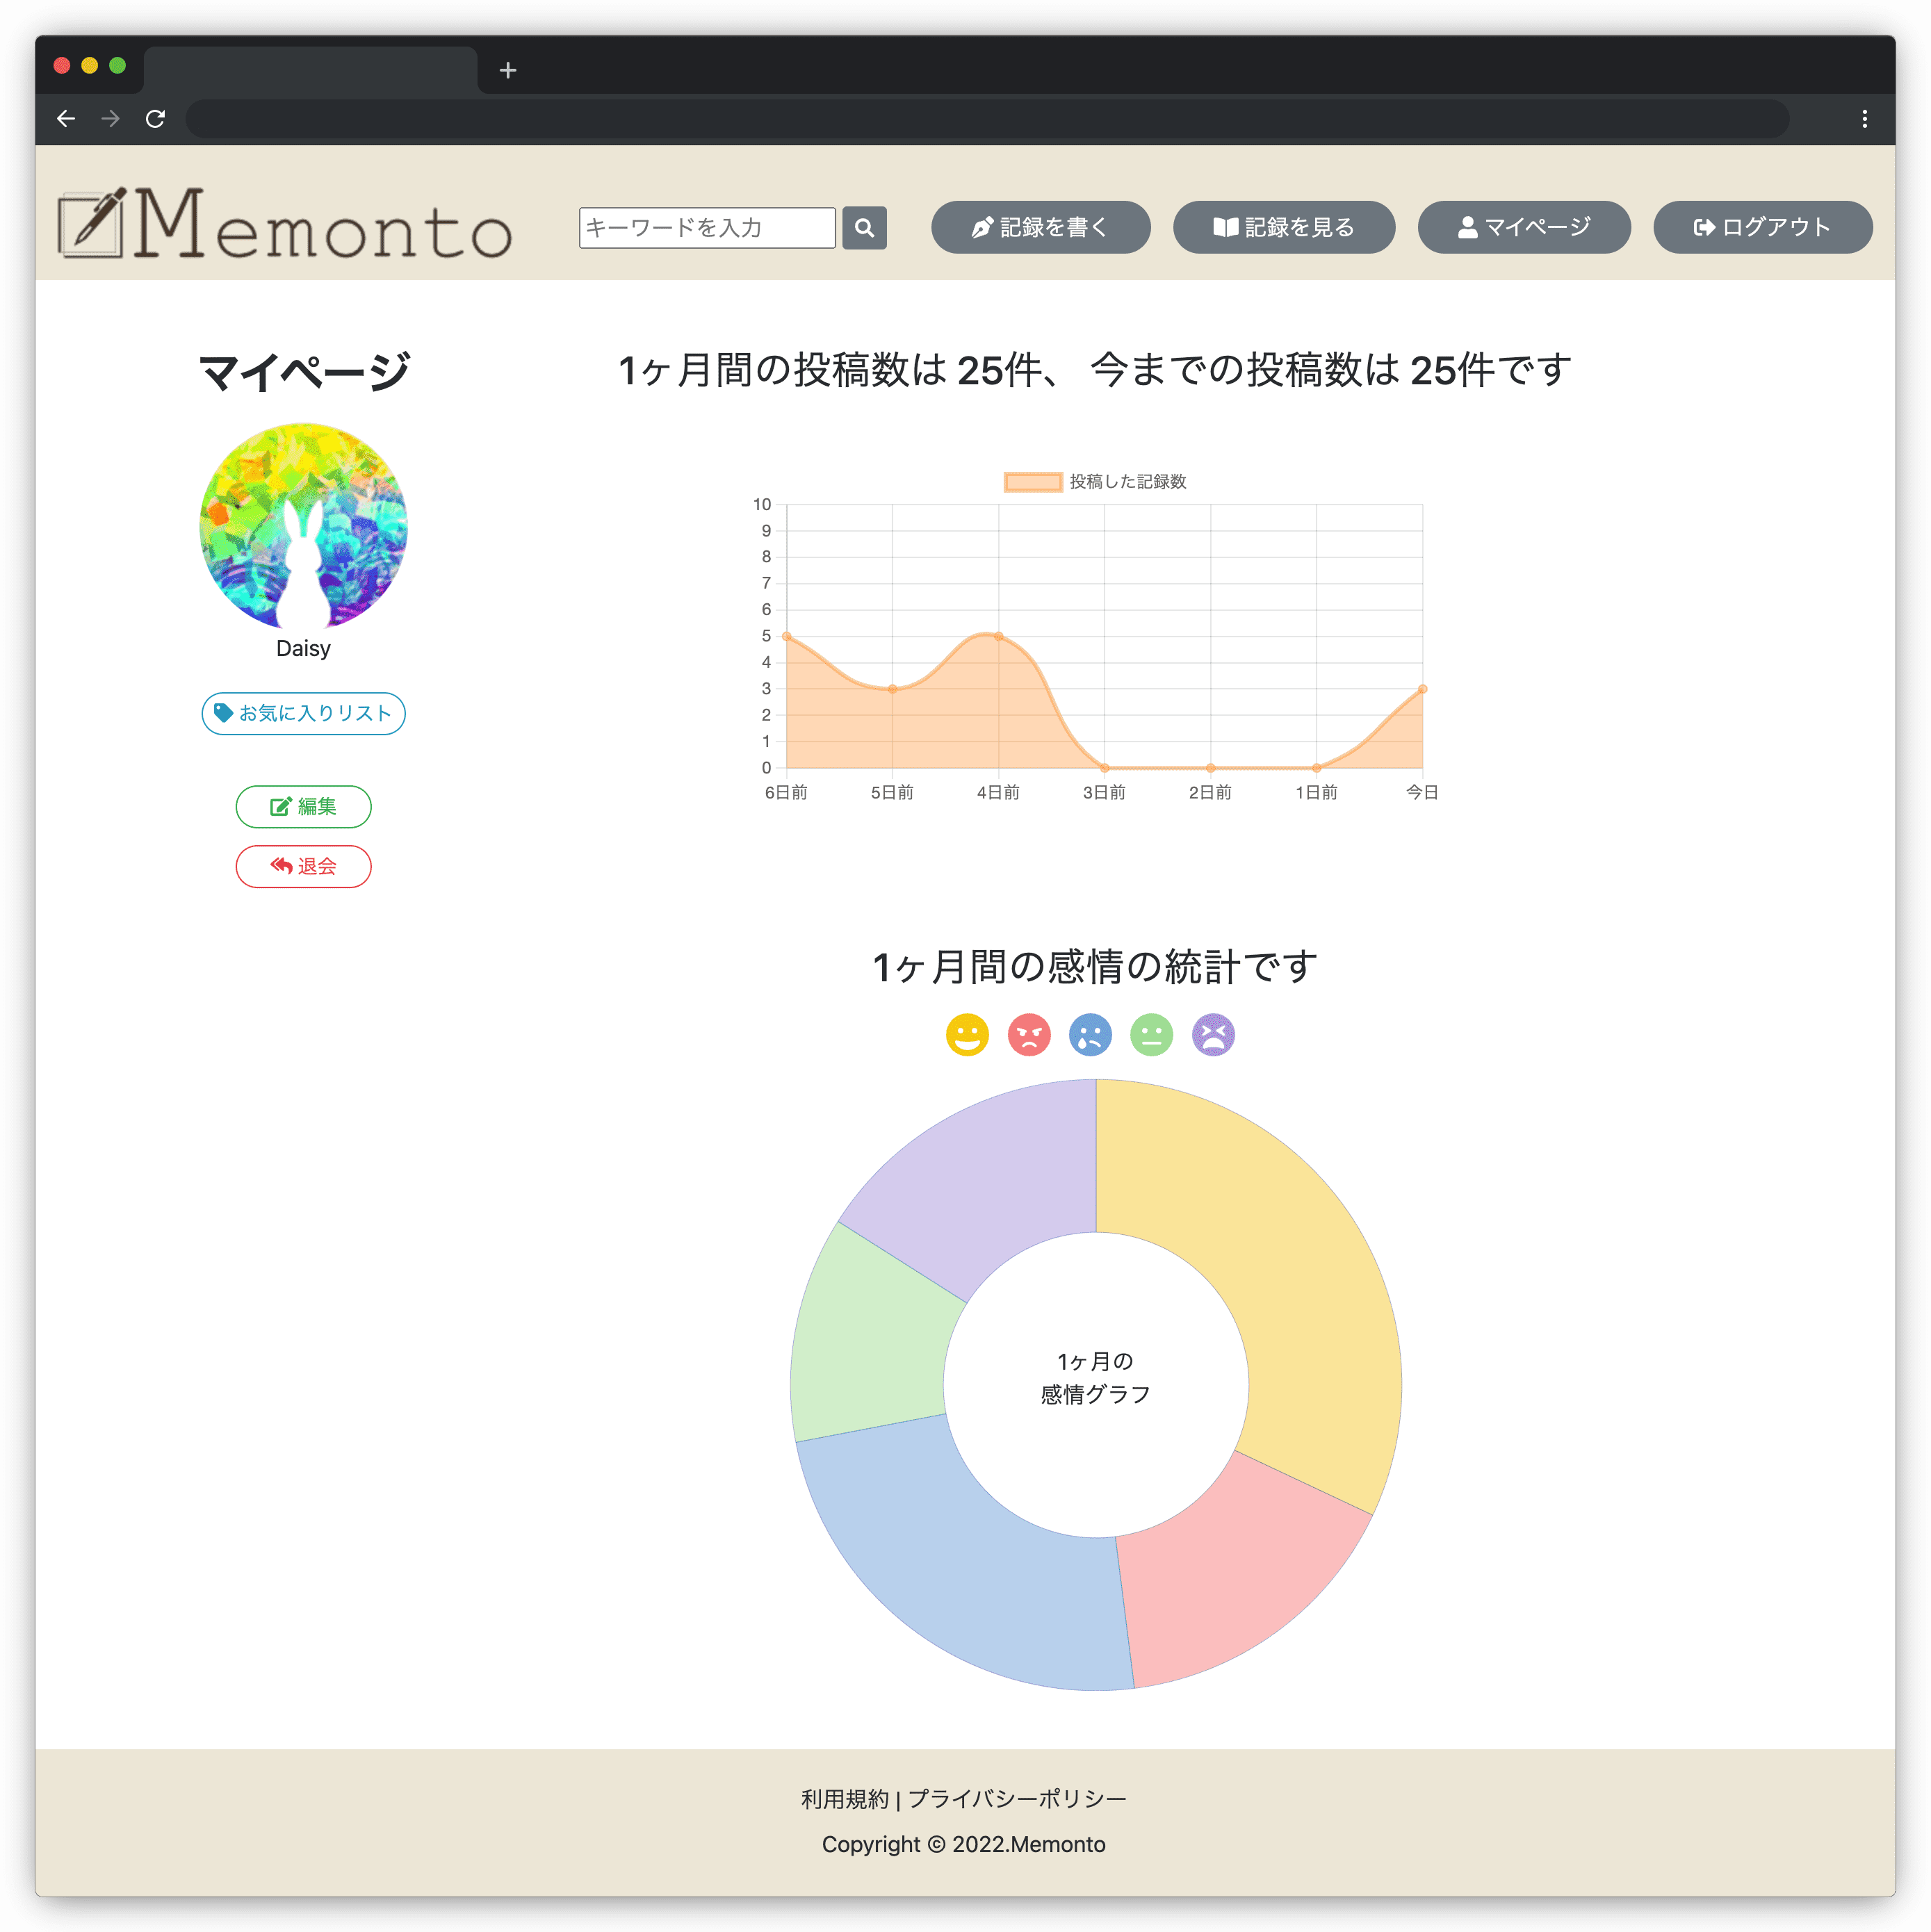 Memonto
キーワードを入力
記録を書く
記録を見る
マイページ
ログアウト
マイページ
Daisy
お気に入りリスト
編集
退会
1ヶ月間の投稿数は 25件、 今までの投稿数は 25件です
投稿した記録数
10
9
8
7
6
5
4
3
2
1
0
6日前 5日前 4日前 3日前 2日前 1日前 今日
1ヶ月間の感情の統計です
1ヶ月の
感情グラフ
利用規約 | プライバシーポリシー
Copyright © 2022.Memonto